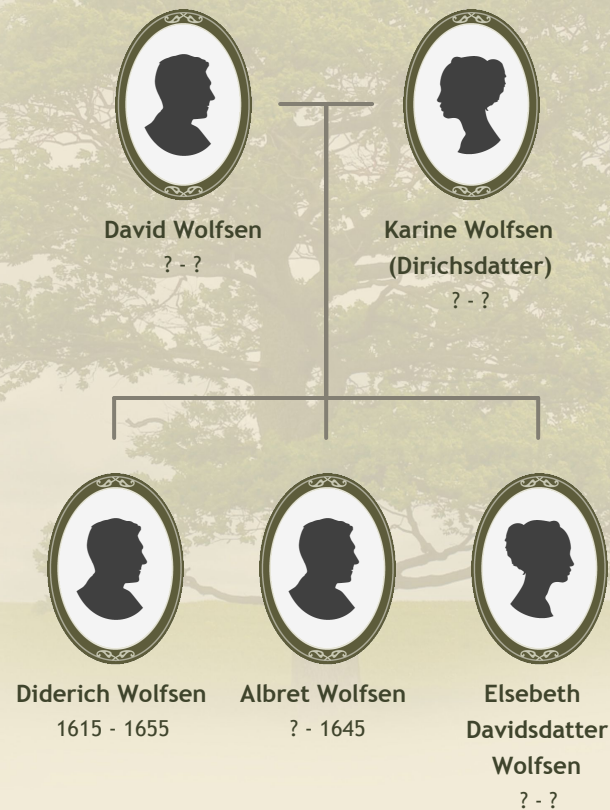 David Wolfsen
? - ?
Karine Wolfsen
(Dirichsdatter)
? - ?
Diderich Wolfsen
1615 - 1655
Albret Wolfsen
? - 1645
Elsebeth
Davidsdatter
Wolfsen
? - ?